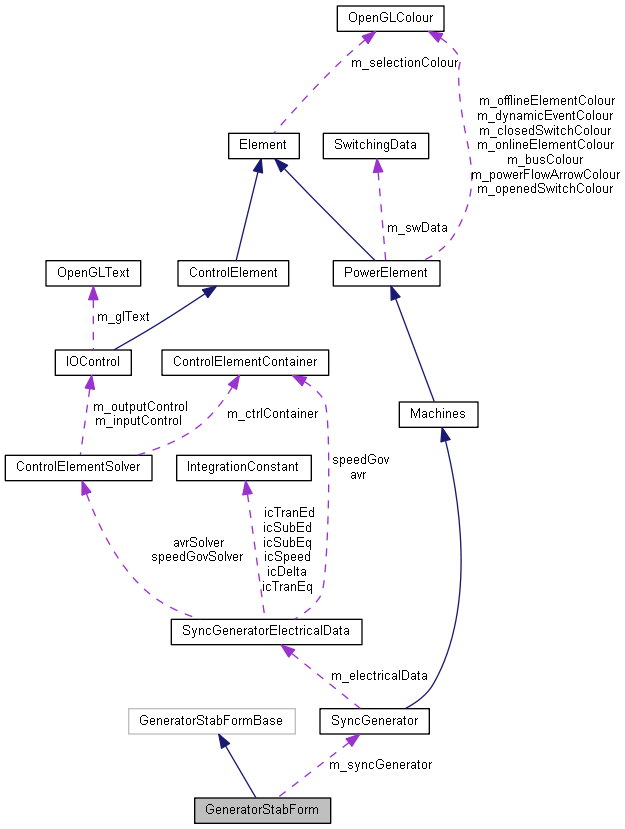 OpenGLColour
m_selectionColour
m_offlineElementColour
m_dynamicEventColour
m_closedSwitchColour
m_onlineElementColour
m_busColour
m_powerFlowArrowColour
m_openedSwitchColour
Element
SwitchingData
m_swData
OpenGLText
ControlElement
PowerElement
m_glText
IOControl
ControlElementContainer
m_outputControl
m_inputControl
m_ctrlContainer
Machines
ControlElementSolver
IntegrationConstant
speedGov
avr
avrSolver
speedGovSolver
icTranEd
icSubEd
icSubEq
icSpeed
icDelta
icTranEq
SyncGeneratorElectricalData
m_electricalData
GeneratorStabFormBase
SyncGenerator
m_syncGenerator
GeneratorStabForm